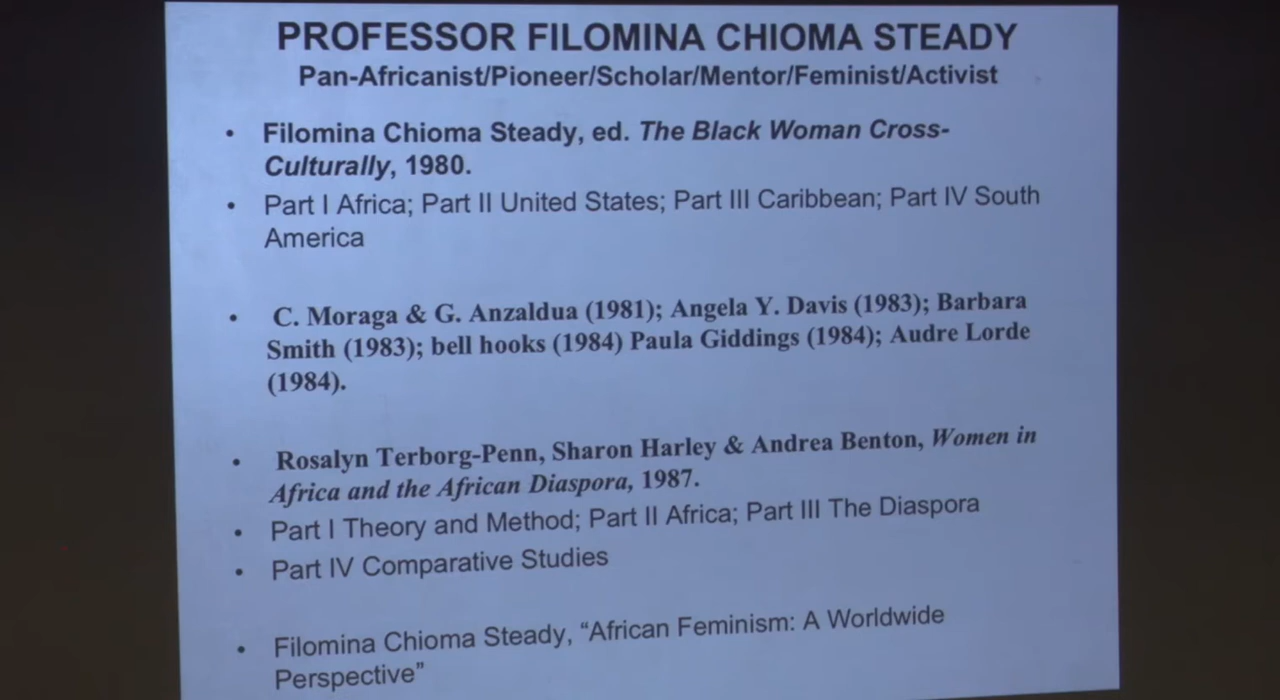 PROFESSOR FILOMINA CHIOMA STEADY
Pan-Africanist/Pioneer/Scholar/Mentor/Feminist/Activist
• Filomina Chioma Steady, ed. The Black Woman Cross-
Culturally, 1980.
• Part I Africa; Part II United States; Part III Caribbean; Part IV South
America
• C. Moraga & G. Anzaldua (1981); Angela Y. Davis (1983); Barbara
Smith (1983); bell hooks (1984) Paula Giddings (1984); Audre Lorde
(1984).
• Rosalyn Terborg-Penn, Sharon Harley & Andrea Benton, Women in
Africa and the African Diaspora, 1987.
• Part I Theory and Method; Part II Africa; Part III The Diaspora
• Part IV Comparative Studies
• Filomina Chioma Steady, “African Feminism: A Worldwide
Perspective”